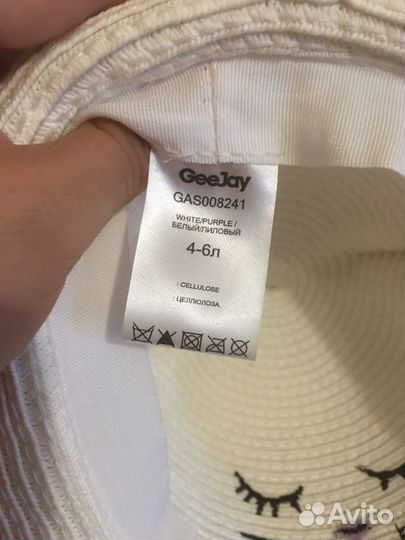 GeeJay
GAS008241
WHITE/PURPLE/
БЕЛЫЙ/ЛИЛОВЫЙ
4-6л
: CELLULOSE
: ЦЕЛЛЮЛОЗА
Avito